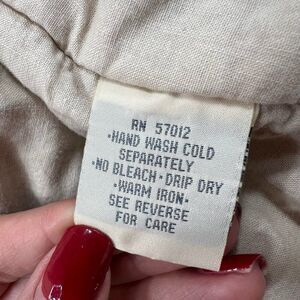 RN 57012
•HAND WASH COLD
SEPARATELY
•NO BLEACH•DRIP DRY
•WARM IRON•
SEE REVERSE
FOR CARE